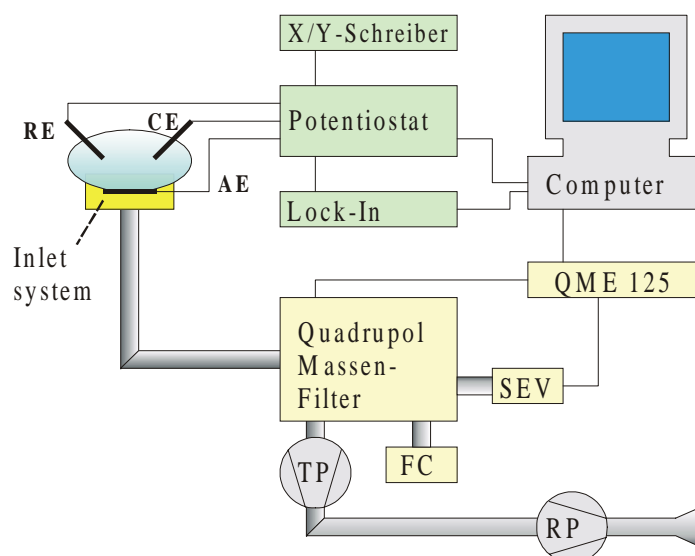 X/Y-Schreiber
RE
CE
Potentiostat
AE
Computer
Lock-In
Inlet
system
QME 125
Quadrupol
Massen-
Filter
SEV
FC
TP
RP